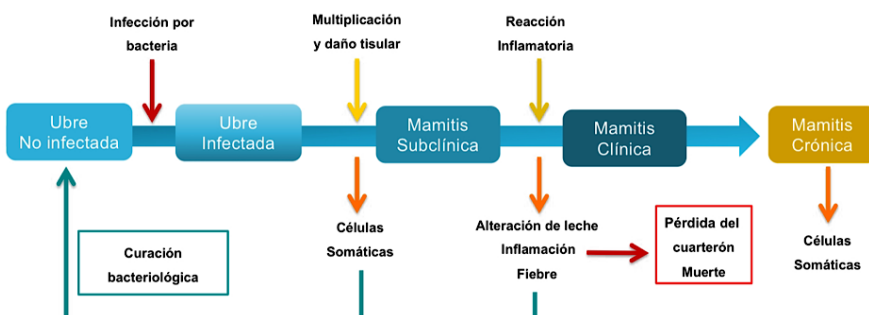 Infección por
bacteria
Multiplicación
y daño tisular
Reacción
Inflamatoria
Ubre
No infectada
Ubre
Infectada
Mamitis
Subclínica
Mamitis
Clínica
Mamitis
Crónica
Curación
bacteriológica
Células
Somáticas
Alteración de leche
Inflamación
Fiebre
Pérdida del
cuarterón
Muerte
Células
Somáticas